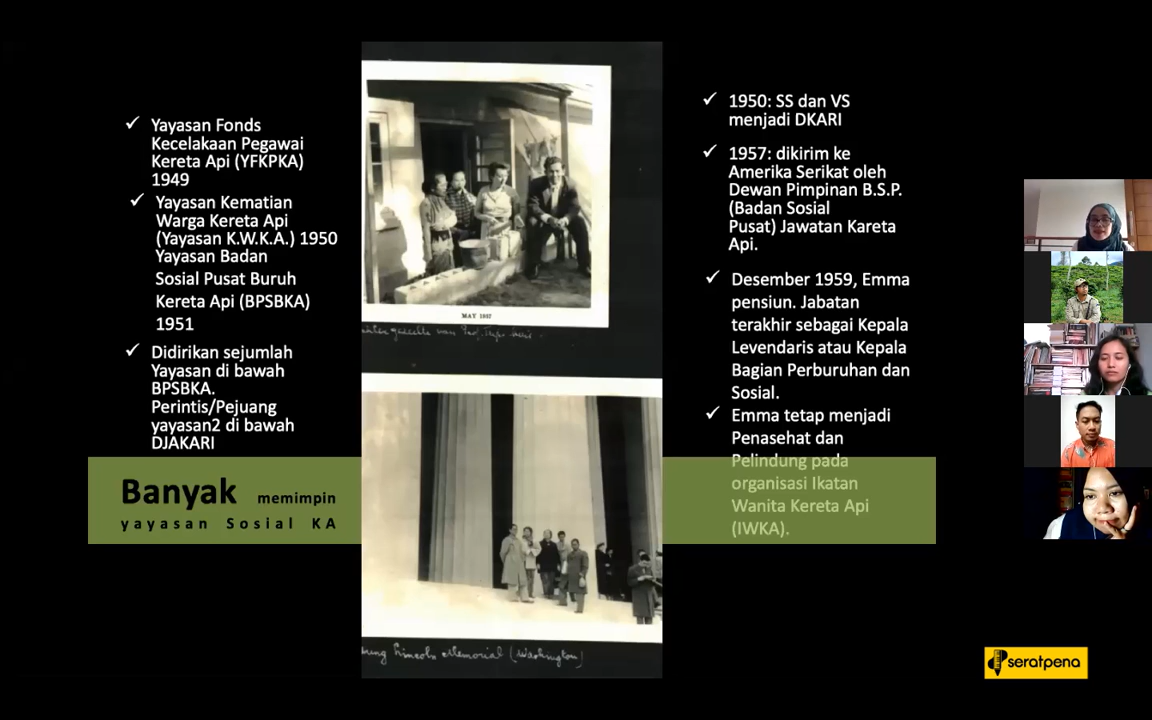 Yayasan Fonds
Kecelakaan Pegawai
Kereta Api (YFKPKA)
1949
Yayasan Kematian
Warga Kereta Api
(Yayasan K.W.K.A.) 1950
Yayasan Badan
Sosial Pusat Buruh
Kereta Api (BPSBKA)
1951
Didirikan sejumlah
Yayasan di bawah
BPSBKA.
Perintis/Pejuang
yayasan2 di bawah
DJAKARI
Banyak memimpin
yayasan Sosial KA
MAY 1957
Lincoln Memorial (Washington)
1950: SS dan VS
menjadi DKARI
1957: dikirim ke
Amerika Serikat oleh
Dewan Pimpinan B.S.P.
(Badan Sosial
Pusat) Jawatan Kareta
Api.
Desember 1959, Emma
pensiun. Jabatan
terakhir sebagai Kepala
Levendaris atau Kepala
Bagian Perburuhan dan
Sosial.
Emma tetap menjadi
Penasehat dan
Pelindung pada
organisasi Ikatan
Wanita Kereta Api
(IWKA).
seratpena